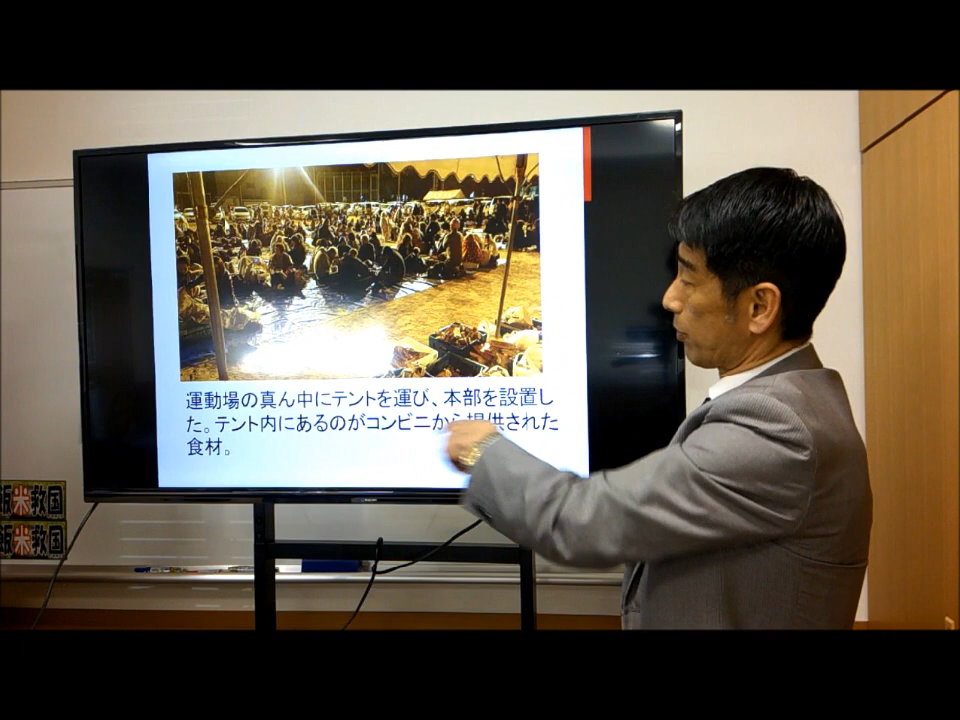 運動場の真ん中にテントを運び、本部を設置し
た。テント内にあるのがコンビニから提供された
食材。
飯米救国
飯米救国